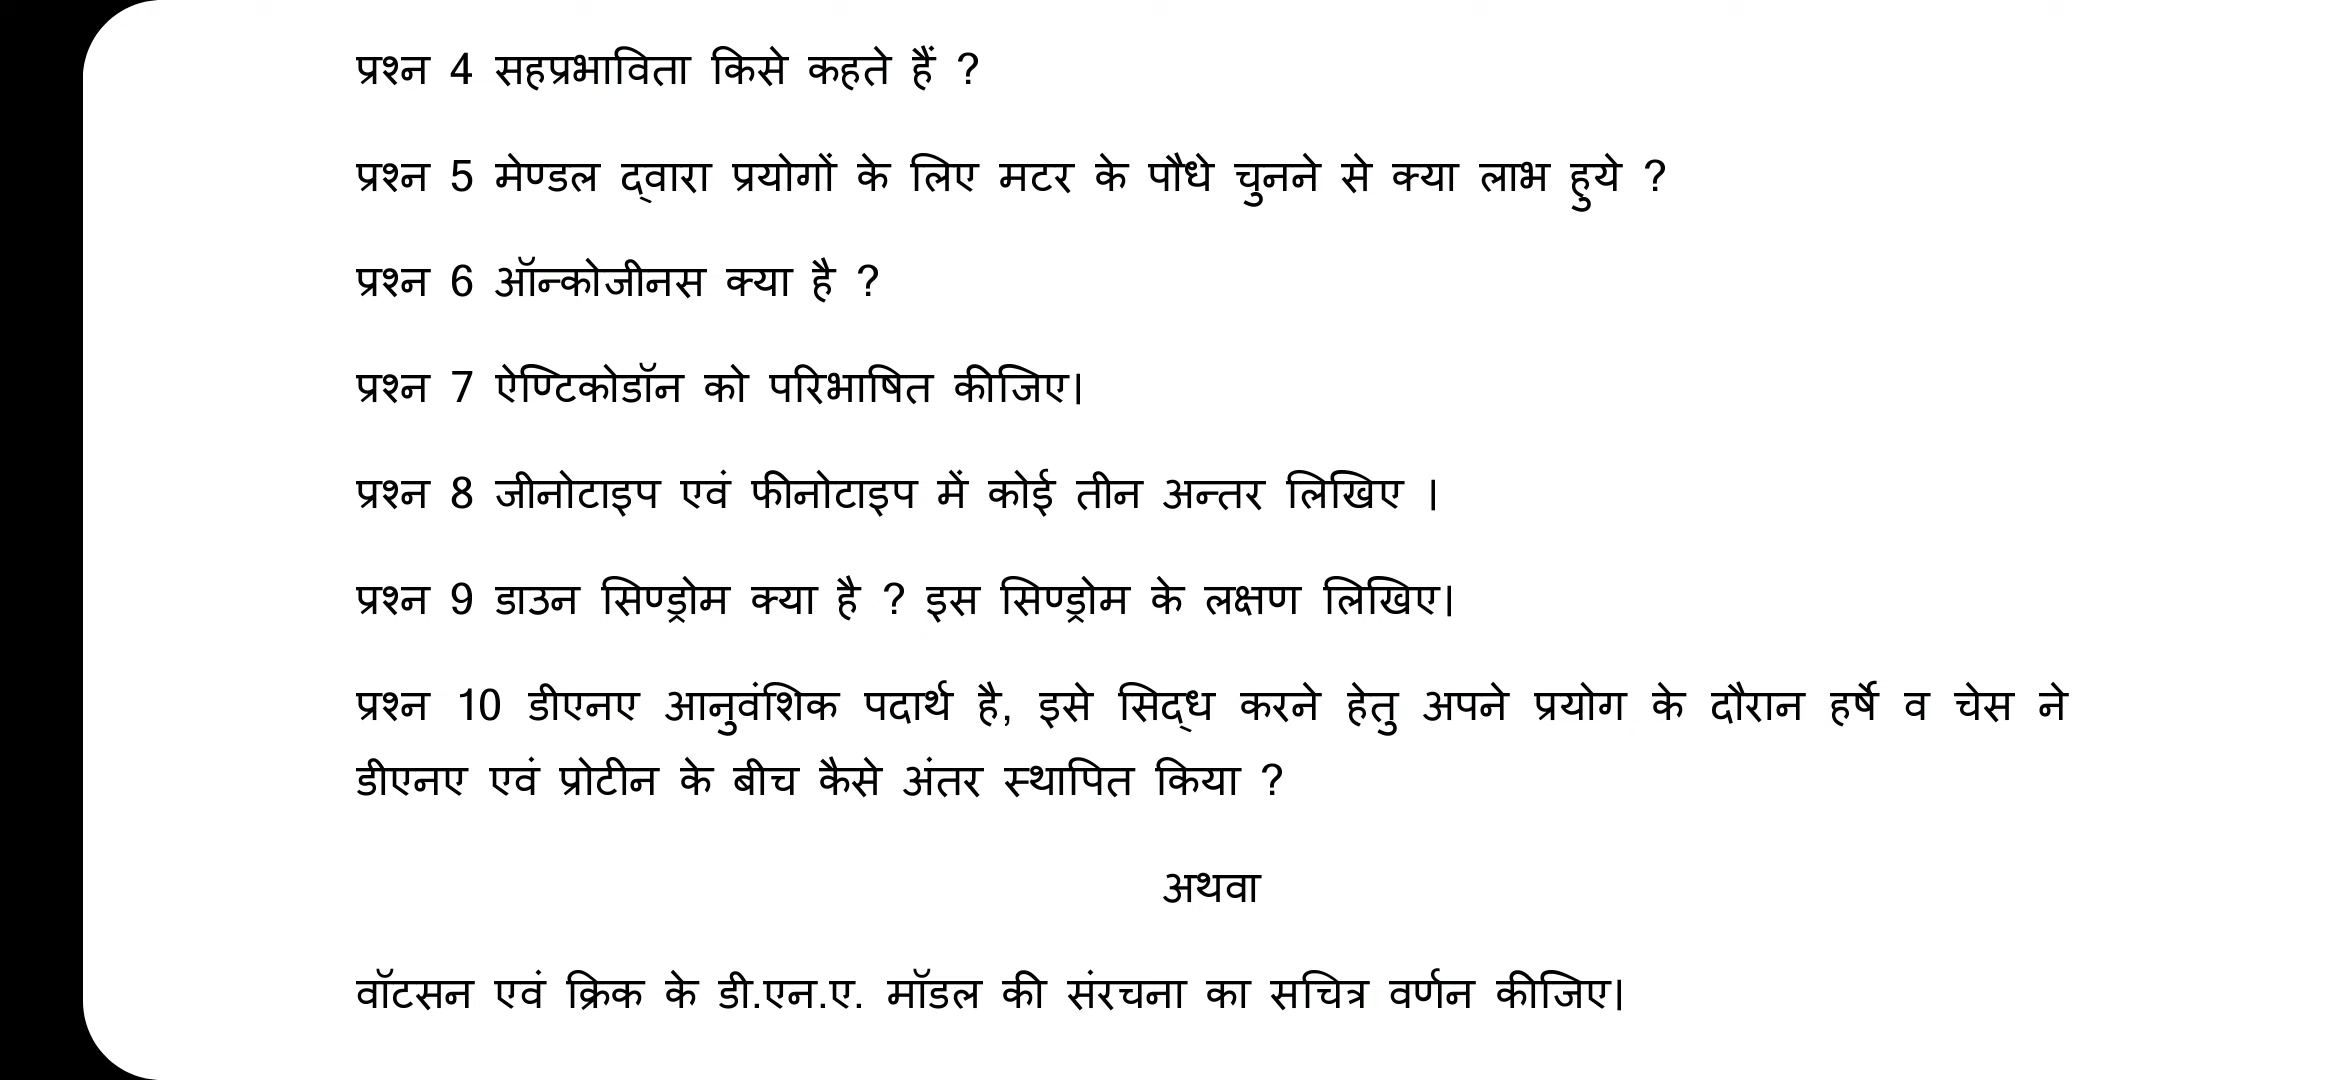 प्रश्न 4 सहप्रभाविता किसे कहते हैं ?
प्रश्न 5 मेण्डल द्वारा प्रयोगों के लिए मटर के पौधे चुनने से क्या लाभ हुये ?
प्रश्न 6 ऑन्कोजीनस क्या है ?
प्रश्न 7 ऐण्टिकोडॉन को परिभाषित कीजिए।
प्रश्न 8 जीनोटाइप एवं फीनोटाइप में कोई तीन अन्तर लिखिए ।
प्रश्न 9 डाउन सिण्ड्रोम क्या है ? इस सिण्ड्रोम के लक्षण लिखिए।
प्रश्न 10 डीएनए आनुवंशिक पदार्थ है, इसे सिद्ध करने हेतु अपने प्रयोग के दौरान हर्षे व चेस ने
डीएनए एवं प्रोटीन के बीच कैसे अंतर स्थापित किया ?
अथवा
वॉटसन एवं क्रिक के डी.एन.ए. मॉडल की संरचना का सचित्र वर्णन कीजिए।